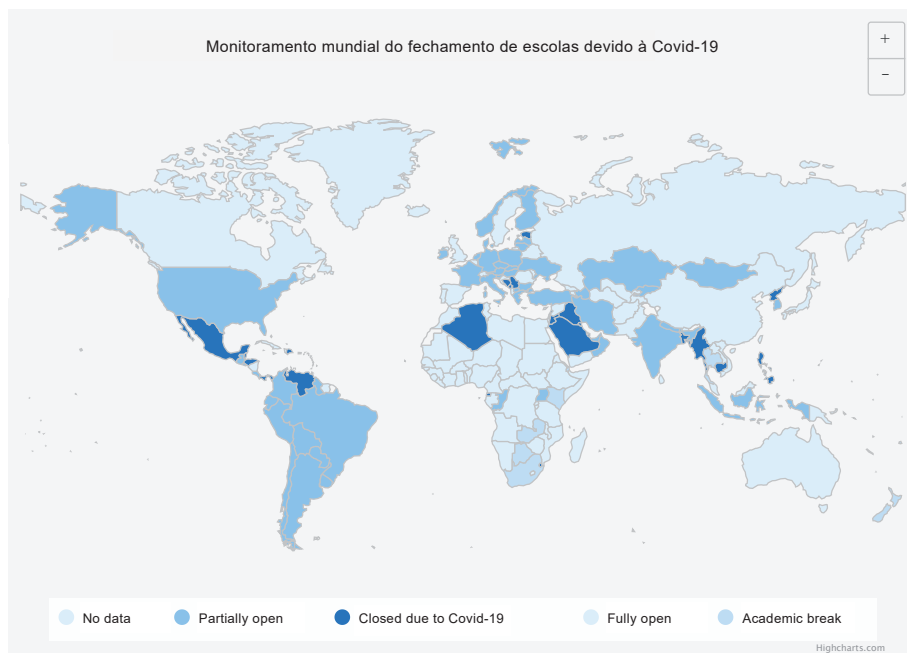 Monitoramento mundial do fechamento de escolas devido à Covid-19
+
−
No data
Partially open
Closed due to Covid-19
Fully open
Academic break
Highcharts.com